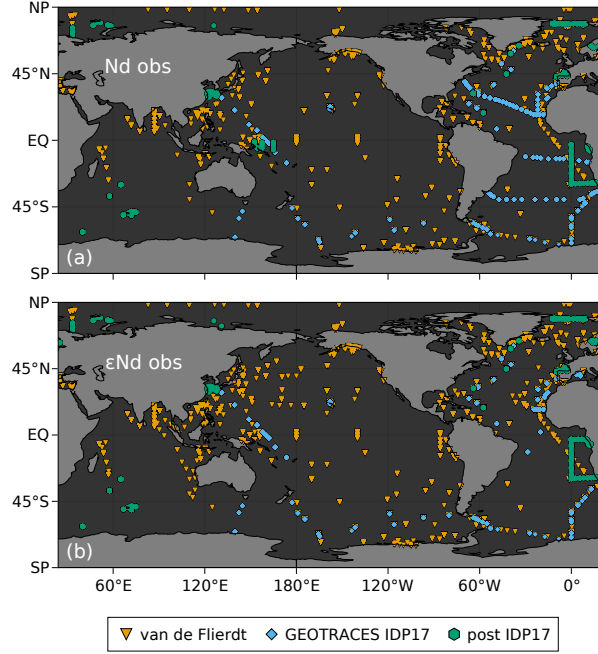 NP
Nd obs
45°N
EQ
45°S
(a)
SP
NP
εNd obs
45°N
EQ
45°S
(b)
SP
60°E 120°E 180°E 120°W 60°W 0°
van de Flierdt GEOTRACES IDP17 post IDP17